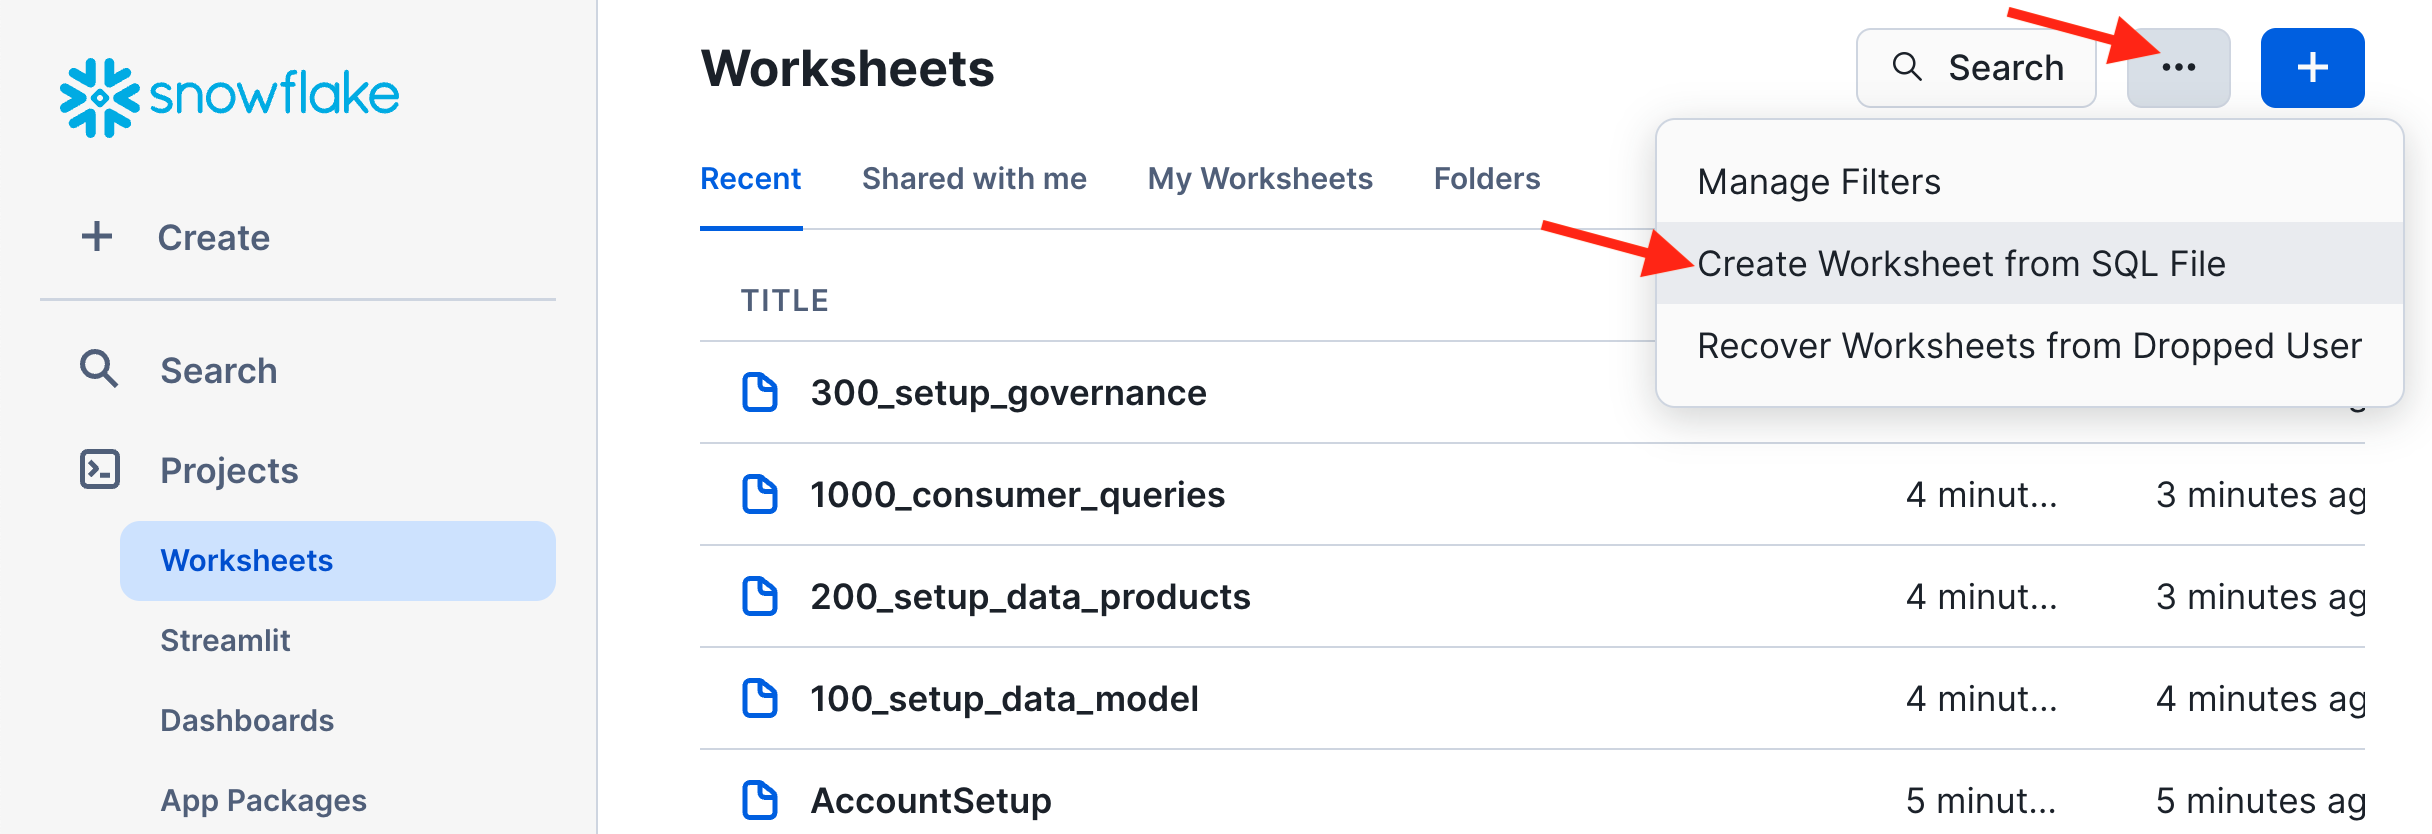 snowflake
Create
Search
Projects
Worksheets
Streamlit
Dashboards
App Packages
Worksheets
Search
Recent
Shared with me
My Worksheets
Folders
Manage Filters
Create Worksheet from SQL File
Recover Worksheets from Dropped User
TITLE
300_setup_governance
1000_consumer_queries 4 minut... 3 minutes ag
200_setup_data_products 4 minut... 3 minutes ag
100_setup_data_model 4 minut... 4 minutes ag
AccountSetup 5 minut... 5 minutes ag